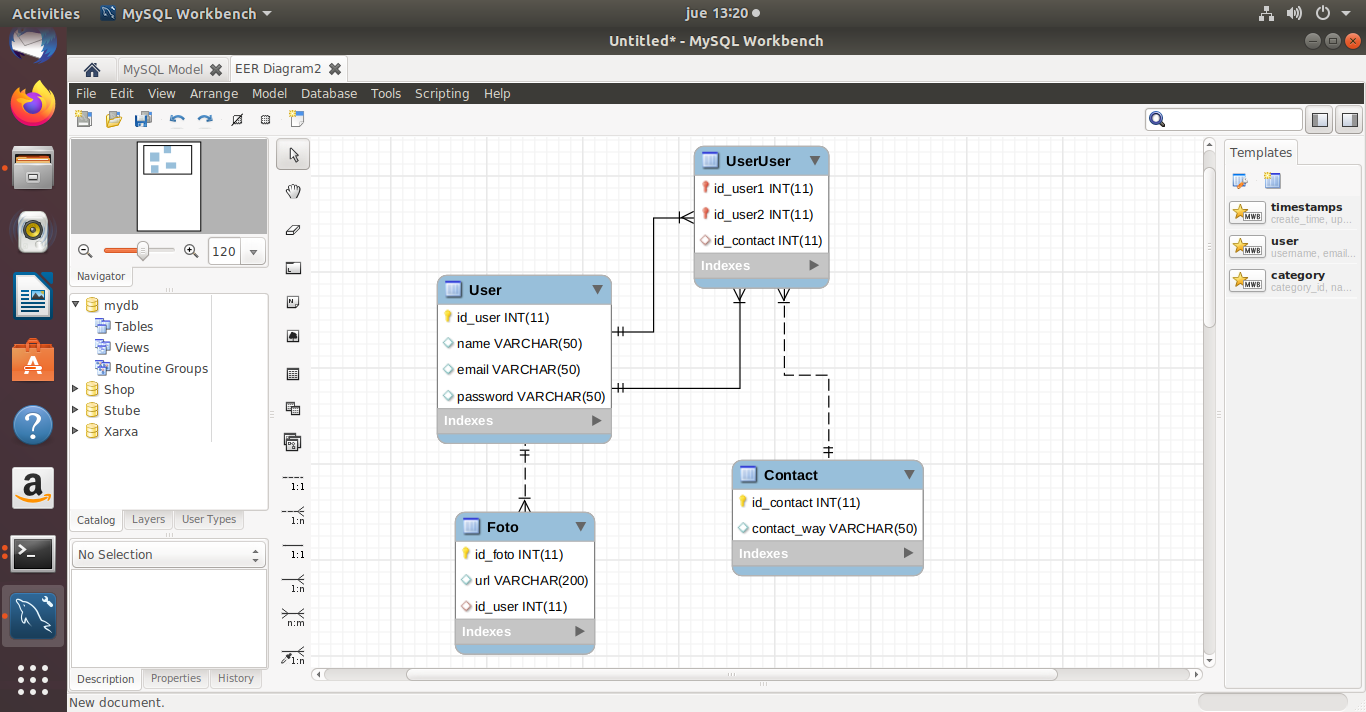 Activities
MySQL Workbench
jue 13:20
Untitled* - MySQL Workbench
MySQL Model
EER Diagram2
File Edit View Arrange Model Database Tools Scripting Help
120
Navigator
mydb
Tables
Views
Routine Groups
Shop
Stube
Xarxa
Catalog Layers User Types
No Selection
Description Properties History
New document.
1:1
1:n
1:1
1:n
n:m
1:n
UserUser
id_user1 INT(11)
id_user2 INT(11)
id_contact INT(11)
Indexes
User
id_user INT(11)
name VARCHAR(50)
email VARCHAR(50)
password VARCHAR(50)
Indexes
Foto
id_foto INT(11)
url VARCHAR(200)
id_user INT(11)
Indexes
Contact
id_contact INT(11)
contact_way VARCHAR(50)
Indexes
Templates
MWB
timestamps
create_time, up...
MWB
user
username, email...
MWB
category
category_id, na...